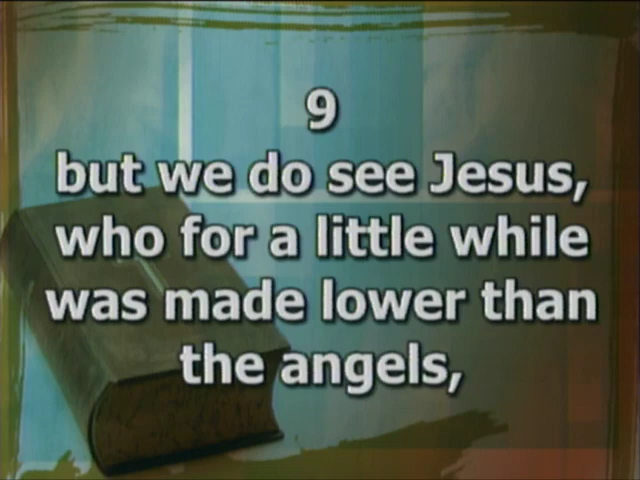 9
but we do see Jesus,
who for a little while
was made lower than
the angels,